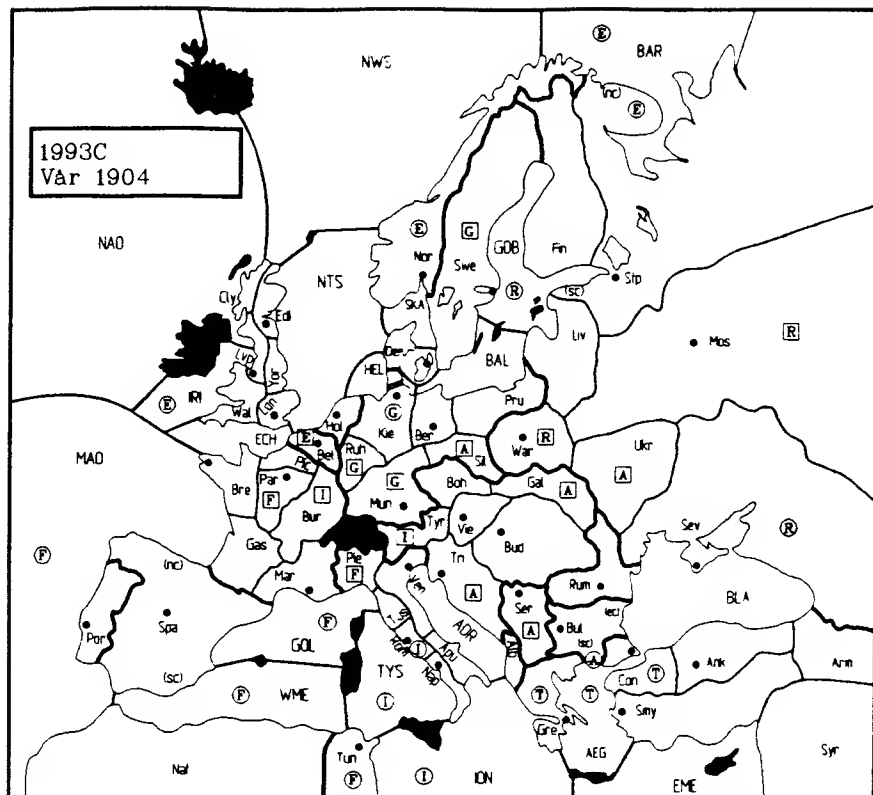 E
BAR
NWS
(nc)
E
1993C
Vår 1904
NAO
NTS
E
Nor
G
Swe
GOB
Fin
Stp
(sc)
R
Cly
Edi
SKA
Den
BAL
Liv
Mos
R
Lvp
Yor
HEL
IRI
E
Wal
Lon
Hol
Kie
G
Ber
Pru
War
R
Ukr
A
MAO
ECH
E
Bel
Pic
Ruh
G
A
Sil
Boh
Gal
A
Bre
Par
F
I
Bur
G
Mun
Tyr
I
Vie
Bud
Sev
R
Gas
Mar
Pie
F
Ven
Tri
A
Rum
BLA
F
(nc)
Por
Spa
(sc)
GOL
F
Tus
ADR
Ser
A
Bul
(ec)
(sc)
A
Alb
Rom
I
Apu
Nap
Con
T
Ank
Arm
WME
F
TYS
I
T
Gre
T
Smy
AEG
Naf
Tun
F
I
ION
EME
Syr